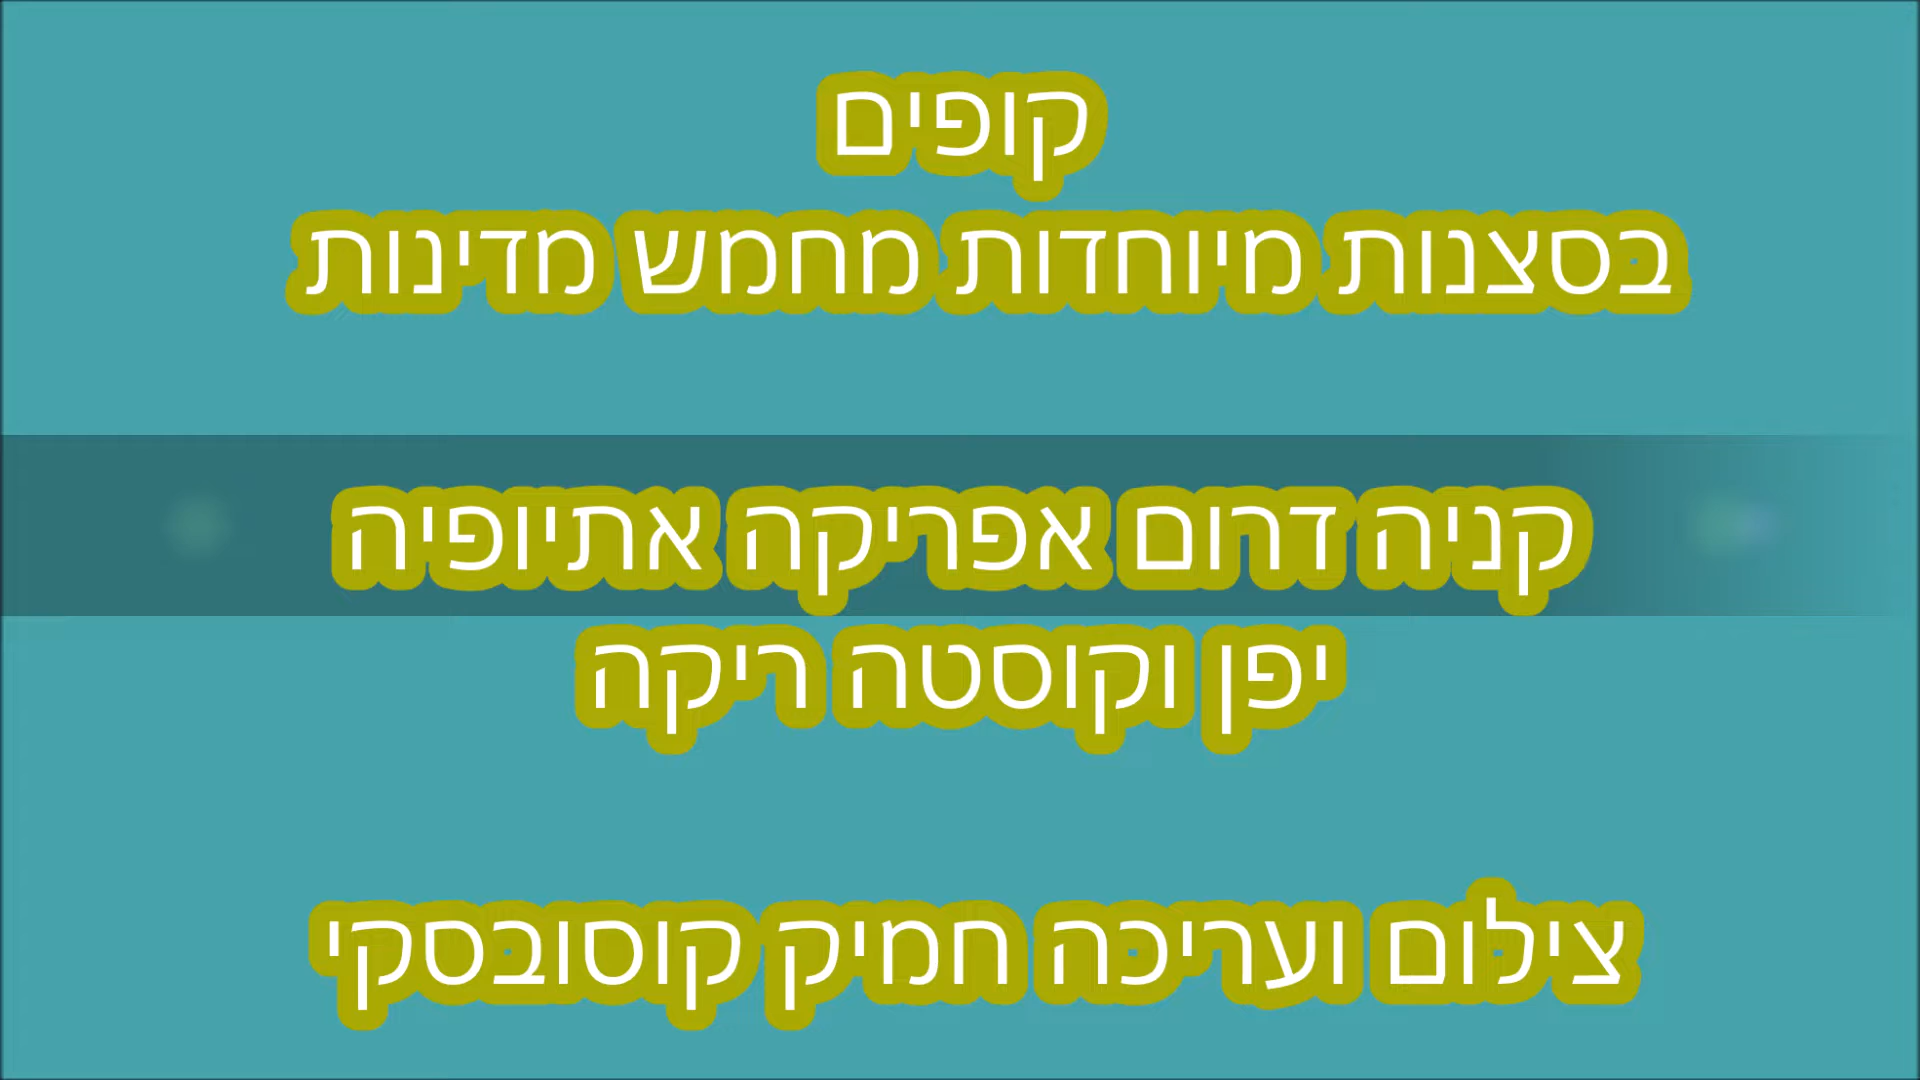 קופים
בסצנות מיוחדות מחמש מדינות
קניה דרום אפריקה אתיופיה
יפן וקוסטה ריקה
צילום ועריכה חמיק קוסובסקי